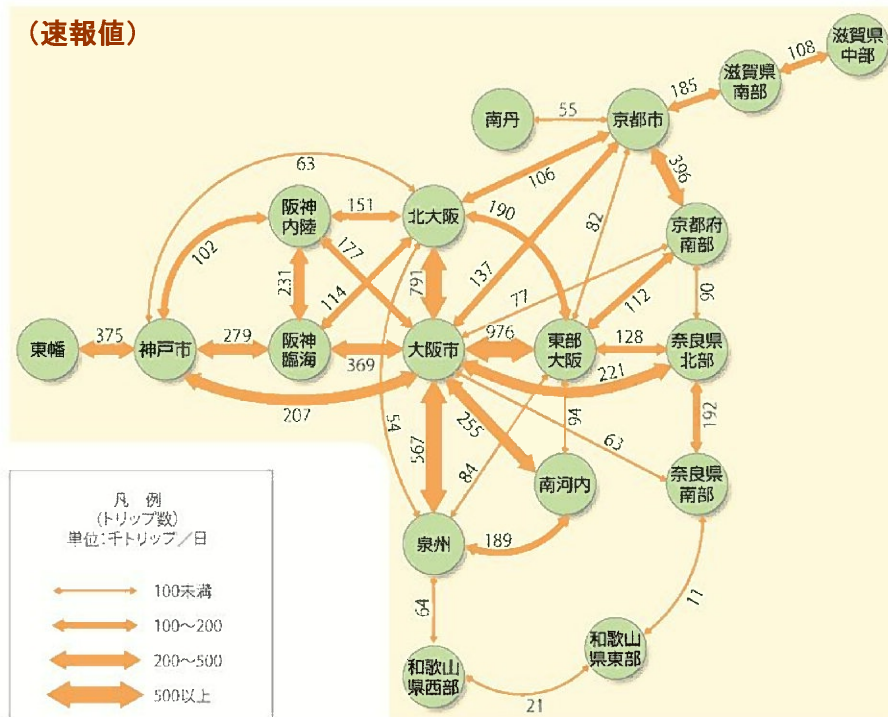 (速報値)
滋賀県
中部
108
滋賀県
南部
185
京都市
55
南丹
396
106
63
190
82
阪神
内陸
151
北大阪
京都府
南部
102
177
137
231
114
791
77
112
90
東幡
375
神戸市
279
阪神
臨海
369
大阪市
976
東部
大阪
128
奈良県
北部
221
207
54
567
255
94
63
192
84
南河内
奈良県
南部
泉州
189
64
11
和歌山
県東部
和歌山
県西部
21
凡 例
(トリップ数)
単位:千トリップ/日
100未満
100〜200
200〜500
500以上